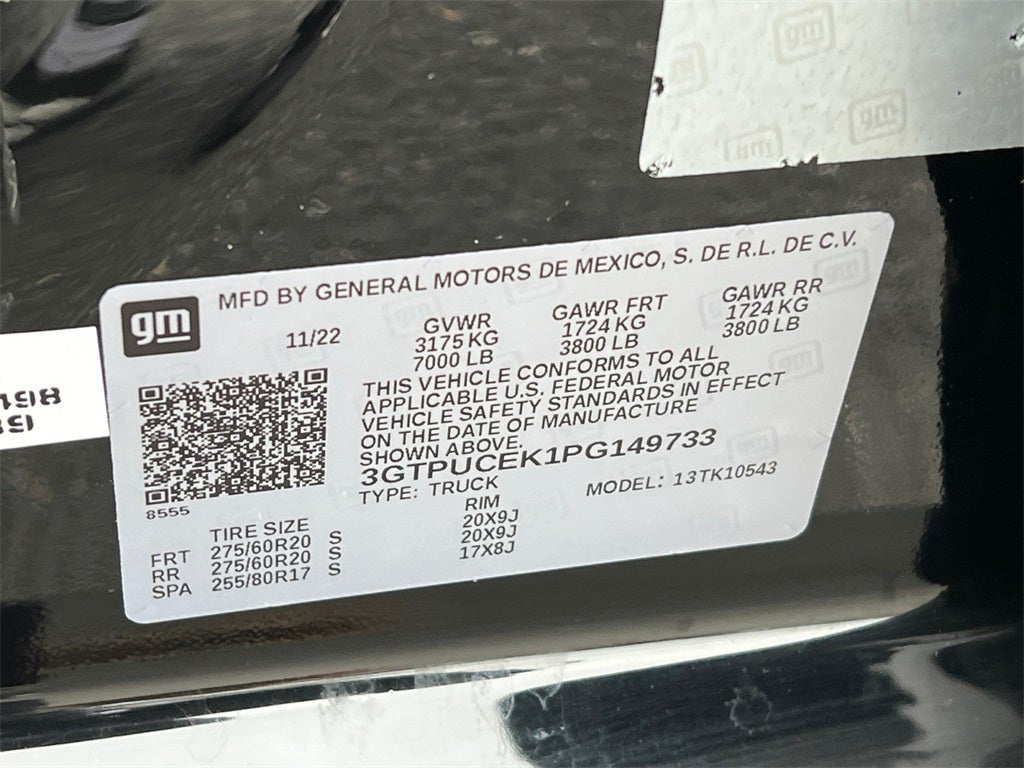 gm
MFD BY GENERAL MOTORS DE MEXICO, S. DE R.L. DE C.V.
11/22
GVWR
3175 KG
7000 LB
GAWR FRT
1724 KG
3800 LB
GAWR RR
1724 KG
3800 LB
THIS VEHICLE CONFORMS TO ALL
APPLICABLE U.S. FEDERAL MOTOR
VEHICLE SAFETY STANDARDS IN EFFECT
ON THE DATE OF MANUFACTURE
SHOWN ABOVE.
3GTPUCEK1PG149733
TYPE: TRUCK
MODEL: 13TK10543
8555
TIRE SIZE RIM
FRT 275/60R20 S 20X9J
RR 275/60R20 S 20X9J
SPA 255/80R17 S 17X8J